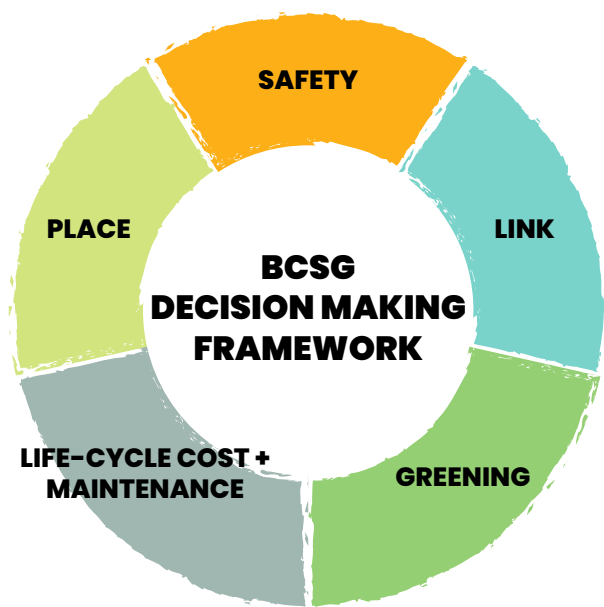 SAFETY
PLACE
LINK
BCSG
DECISION MAKING
FRAMEWORK
LIFE-CYCLE COST +
MAINTENANCE
GREENING